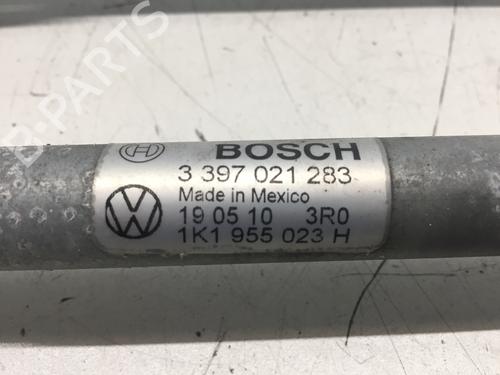 BOSCH
3 397 021 283
Made in Mexico
19 05 10 3R0
1K1 955 023 H
B-PARTS